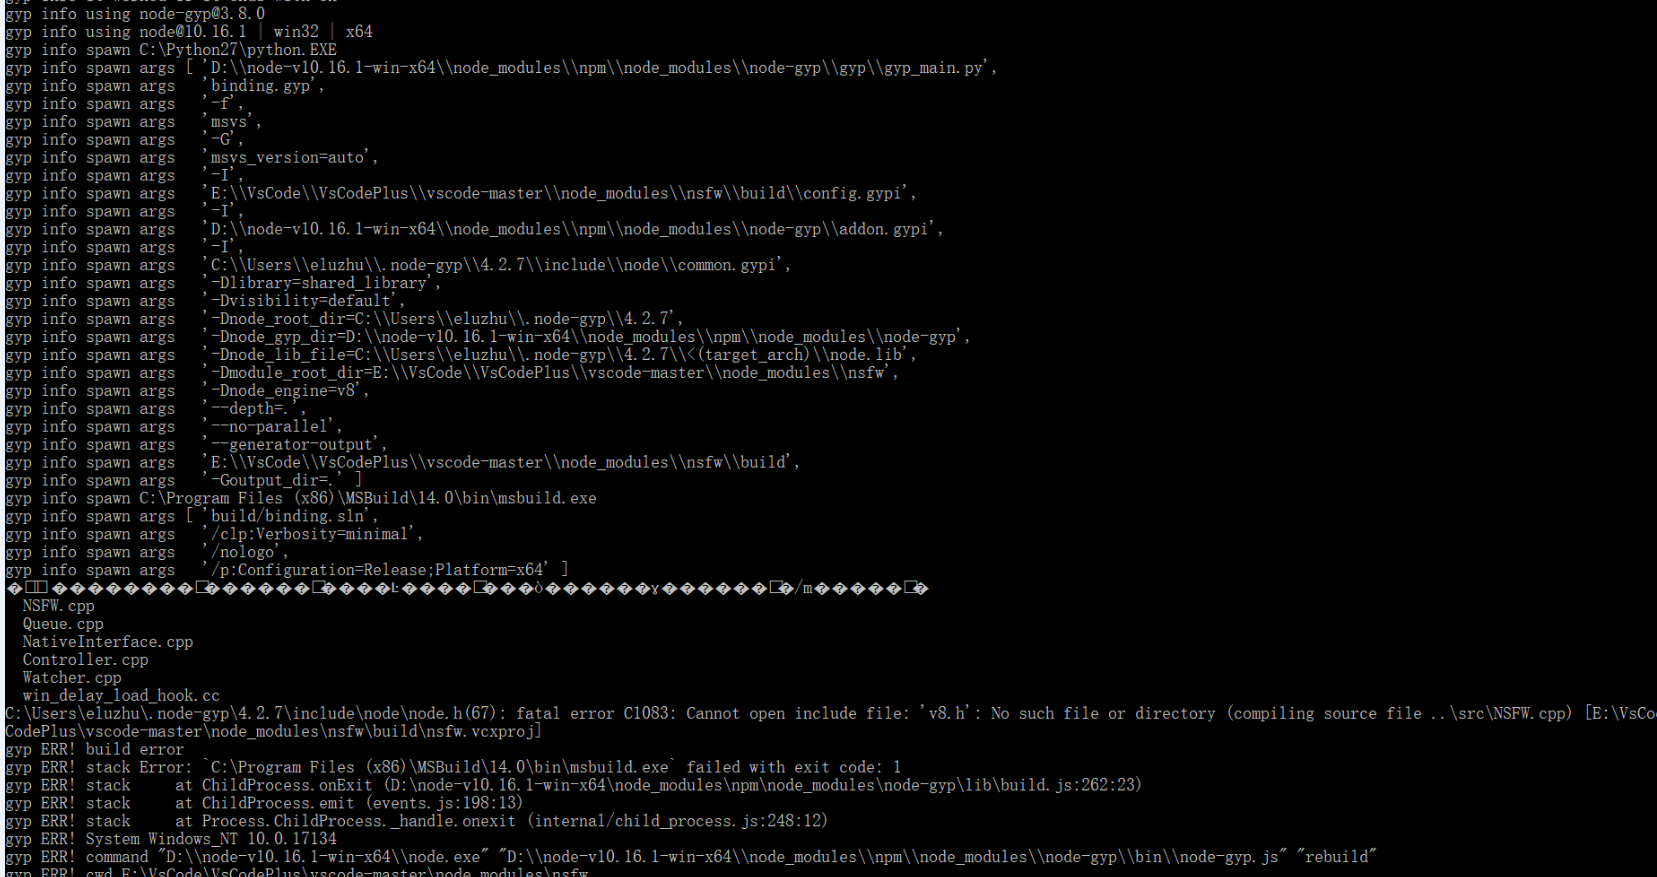 gyp info using node-gyp@3.8.0
gyp info using node@10.16.1 | win32 | x64
gyp info spawn C:\Python27\python.EXE
gyp info spawn args [ 'D:\\node-v10.16.1-win-x64\\node_modules\\npm\\node_modules\\node-gyp\\gyp\\gyp_main.py',
gyp info spawn args   'binding.gyp',
gyp info spawn args   '-f',
gyp info spawn args   'msvs',
gyp info spawn args   '-G',
gyp info spawn args   'msvs_version=auto',
gyp info spawn args   '-I',
gyp info spawn args   'E:\\VsCode\\VsCodePlus\\vscode-master\\node_modules\\nsfw\\build\\config.gypi',
gyp info spawn args   '-I',
gyp info spawn args   'D:\\node-v10.16.1-win-x64\\node_modules\\npm\\node_modules\\node-gyp\\addon.gypi',
gyp info spawn args   '-I',
gyp info spawn args   'C:\\Users\\eluzhu\\.node-gyp\\4.2.7\\include\\node\\common.gypi',
gyp info spawn args   '-Dlibrary=shared_library',
gyp info spawn args   '-Dvisibility=default',
gyp info spawn args   '-Dnode_root_dir=C:\\Users\\eluzhu\\.node-gyp\\4.2.7',
gyp info spawn args   '-Dnode_gyp_dir=D:\\node-v10.16.1-win-x64\\node_modules\\npm\\node_modules\\node-gyp',
gyp info spawn args   '-Dnode_lib_file=C:\\Users\\eluzhu\\.node-gyp\\4.2.7\\<(target_arch)\\node.lib',
gyp info spawn args   '-Dmodule_root_dir=E:\\VsCode\\VsCodePlus\\vscode-master\\node_modules\\nsfw',
gyp info spawn args   '-Dnode_engine=v8',
gyp info spawn args   '--depth=.',
gyp info spawn args   '--no-parallel',
gyp info spawn args   '--generator-output',
gyp info spawn args   'E:\\VsCode\\VsCodePlus\\vscode-master\\node_modules\\nsfw\\build',
gyp info spawn args   '-Goutput_dir=.' ]
gyp info spawn C:\Program Files (x86)\MSBuild\14.0\bin\msbuild.exe
gyp info spawn args [ 'build/binding.sln',
gyp info spawn args   '/clp:Verbosity=minimal',
gyp info spawn args   '/nologo',
gyp info spawn args   '/p:Configuration=Release;Platform=x64' ]
/m
NSFW.cpp
Queue.cpp
NativeInterface.cpp
Controller.cpp
Watcher.cpp
win_delay_load_hook.cc
C:\Users\eluzhu\.node-gyp\4.2.7\include\node\node.h(67): fatal error C1083: Cannot open include file: 'v8.h': No such file or directory (compiling source file ..\src\NSFW.cpp) [E:\VsCo
CodePlus\vscode-master\node_modules\nsfw\build\nsfw.vcxproj]
gyp ERR! build error
gyp ERR! stack Error: `C:\Program Files (x86)\MSBuild\14.0\bin\msbuild.exe` failed with exit code: 1
gyp ERR! stack     at ChildProcess.onExit (D:\node-v10.16.1-win-x64\node_modules\npm\node_modules\node-gyp\lib\build.js:262:23)
gyp ERR! stack     at ChildProcess.emit (events.js:198:13)
gyp ERR! stack     at Process.ChildProcess._handle.onexit (internal/child_process.js:248:12)
gyp ERR! System Windows_NT 10.0.17134
gyp ERR! command "D:\\node-v10.16.1-win-x64\\node.exe" "D:\\node-v10.16.1-win-x64\\node_modules\\npm\\node_modules\\node-gyp\\bin\\node-gyp.js" "rebuild"
gyp ERR! cwd E:\VsCode\VsCodePlus\vscode-master\node_modules\nsfw